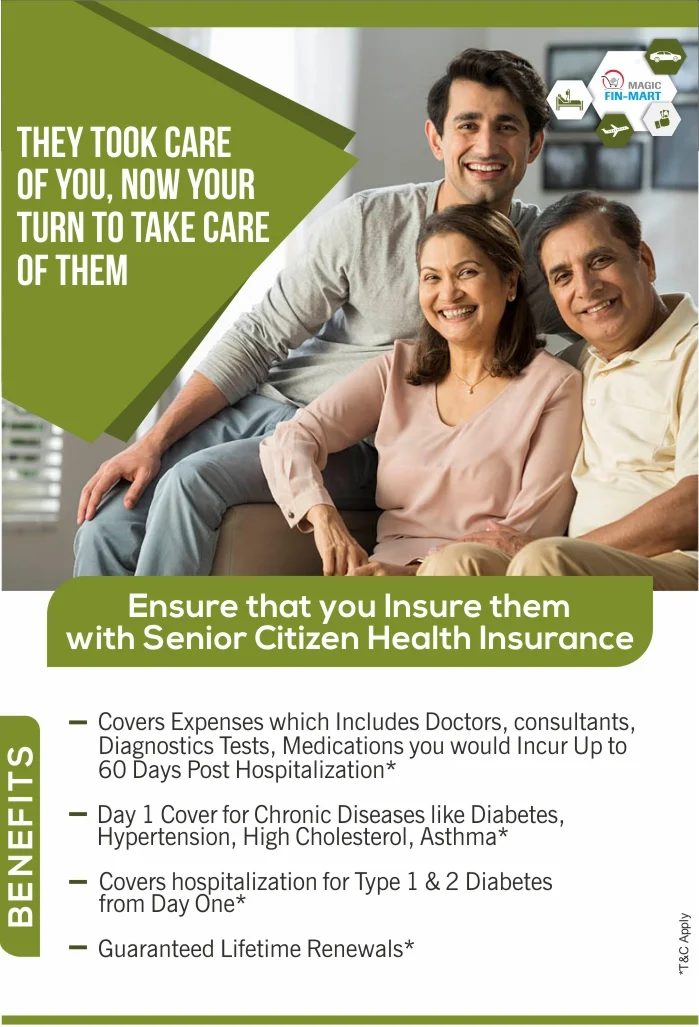 MAGIC
FIN-MART
THEY TOOK CARE
OF YOU, NOW YOUR
TURN TO TAKE CARE
OF THEM
Ensure that you Insure them
with Senior Citizen Health Insurance
BENEFITS
Covers Expenses which Includes Doctors, consultants,
Diagnostics Tests, Medications you would Incur Up to
60 Days Post Hospitalization*
Day 1 Cover for Chronic Diseases like Diabetes,
Hypertension, High Cholesterol, Asthma*
Covers hospitalization for Type 1 & 2 Diabetes
from Day One*
Guaranteed Lifetime Renewals*
*T&C Apply